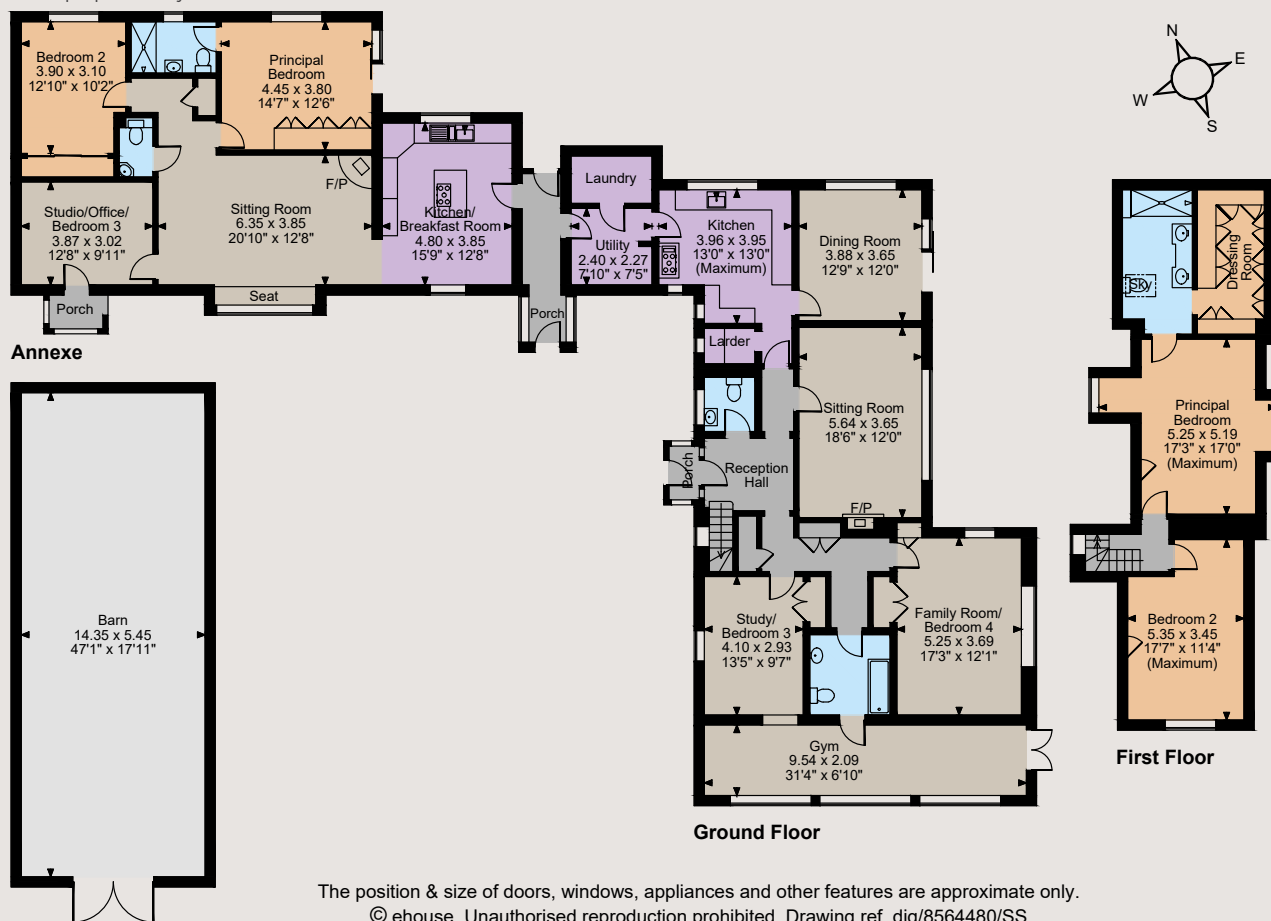 Bedroom 2
3.90 x 3.10
12'10" x 10'2"
Principal
Bedroom
4.45 x 3.80
14'7" x 12'6"
N
E
W
S
F/P
Studio/Office/
Bedroom 3
3.87 x 3.02
12'8" x 9'11"
Sitting Room
6.35 x 3.85
20'10" x 12'8"
Kitchen/
Breakfast Room
4.80 x 3.85
15'9" x 12'8"
Laundry
Utility
2.40 x 2.27
7'10" x 7'5"
Kitchen
3.96 x 3.95
13'0" x 13'0"
(Maximum)
Dining Room
3.88 x 3.65
12'9" x 12'0"
Dressing
Room
Sky
Seat
Porch
Porch
Annexe
Larder
Sitting Room
5.64 x 3.65
18'6" x 12'0"
F/P
Porch
Reception
Hall
Principal
Bedroom
5.25 x 5.19
17'3" x 17'0"
(Maximum)
Barn
14.35 x 5.45
47'1" x 17'11"
Study/
Bedroom 3
4.10 x 2.93
13'5" x 9'7"
Family Room/
Bedroom 4
5.25 x 3.69
17'3" x 12'1"
Bedroom 2
5.35 x 3.45
17'7" x 11'4"
(Maximum)
Gym
9.54 x 2.09
31'4" x 6'10"
First Floor
Ground Floor
The position & size of doors, windows, appliances and other features are approximate only.
© ehouse. Unauthorised reproduction prohibited. Drawing ref. dig/8564480/SS